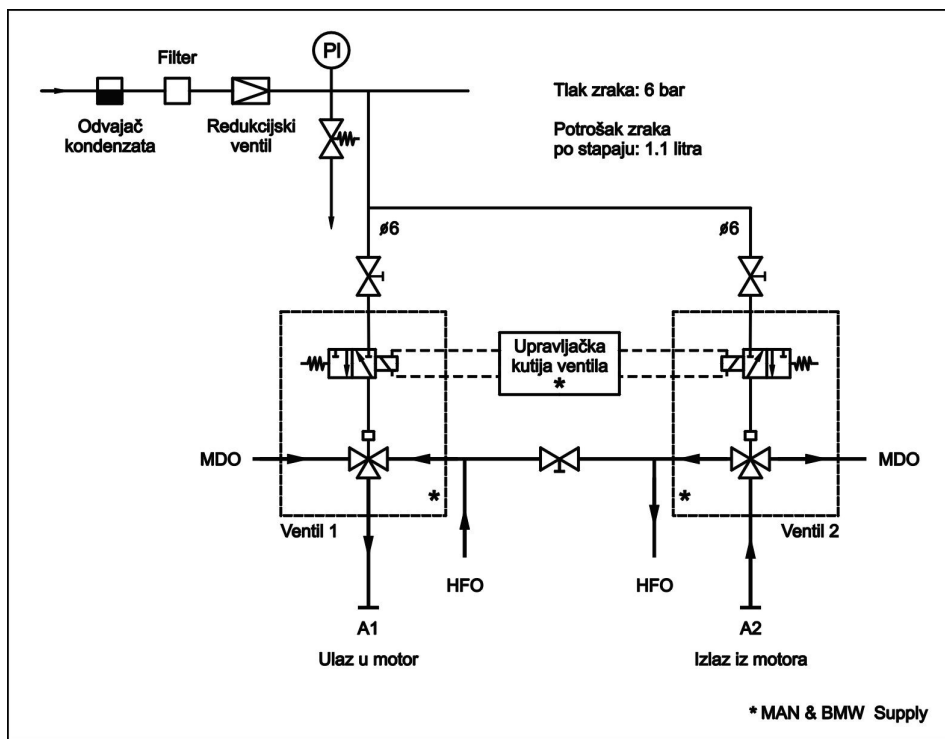 PI
Filter
Tlak zraka: 6 bar
Odvajač
kondenzata
Redukcijski
ventil
Potrošak zraka
po stapaju: 1.1 litra
ø6
ø6
Upravljačka
kutija ventila
*
MDO
MDO
*
*
Ventil 1
Ventil 2
HFO
HFO
A1
A2
Ulaz u motor
Izlaz iz motora
* MAN & BMW Supply